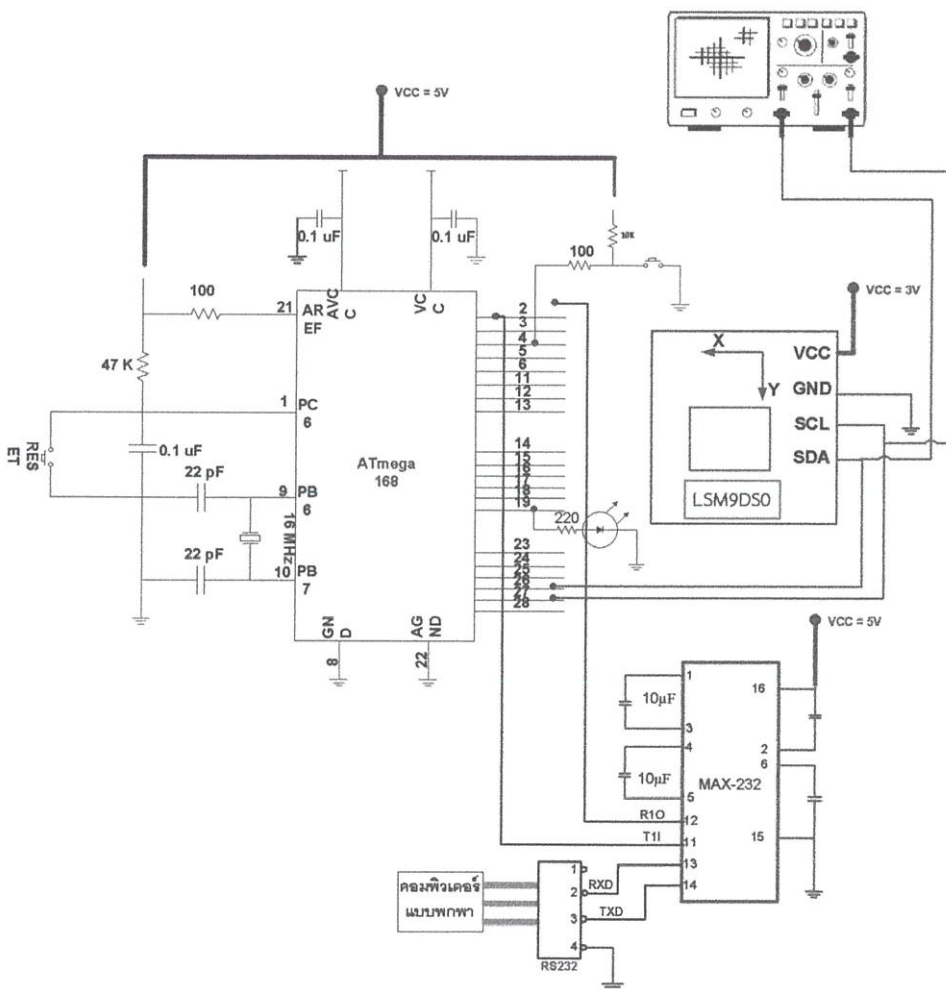 VCC = 5V
0.1 uF
0.1 uF
10K
100
100
21
AR
EF
AVC
C
VC
C
2
3
4
5
6
11
12
13
47 K
1
PC
6
RES
ET
0.1 uF
22 pF
9
PB
6
16 MHz
22 pF
10
PB
7
ATmega
168
14
15
16
17
18
19
220
23
24
25
26
27
28
GN
D
8
AG
ND
22
VCC = 3V
X
Y
VCC
GND
SCL
SDA
LSM9DS0
VCC = 5V
1
10µF
3
4
10µF
5
16
2
6
MAX-232
15
R1O
12
T1I
11
13
14
RXD
TXD
1
2
3
4
RS232
คอมพิวเตอร์
แบบพกพา